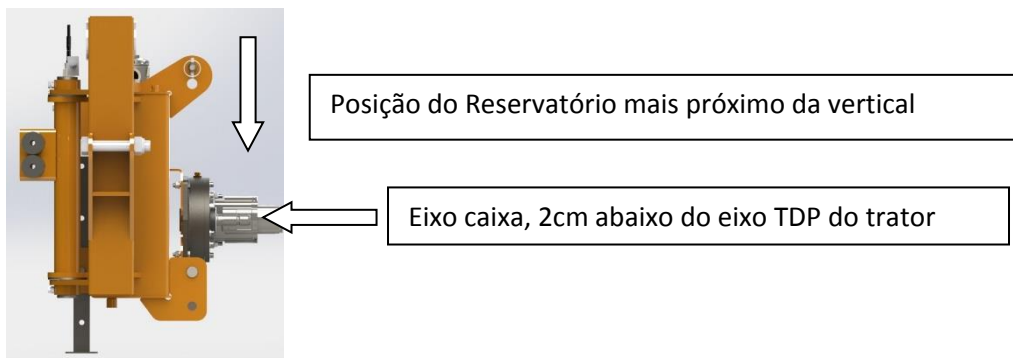 Posição do Reservatório mais próximo da vertical
Eixo caixa, 2cm abaixo do eixo TDP do trator